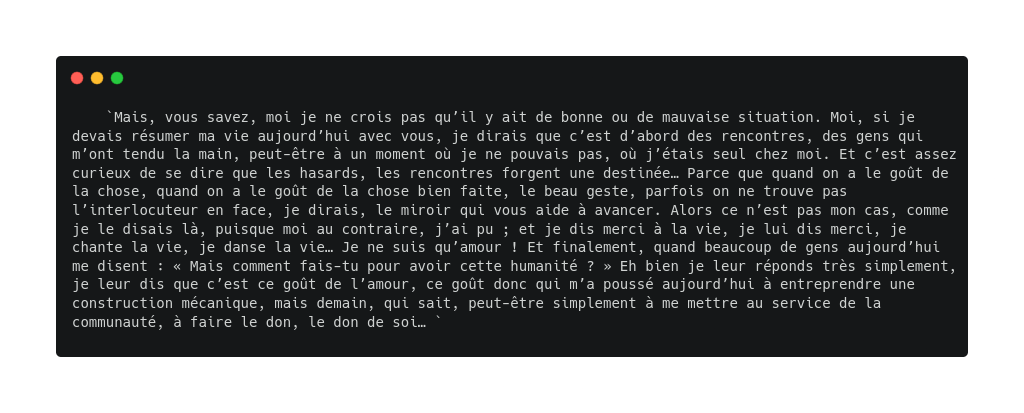 `Mais, vous savez, moi je ne crois pas qu’il y ait de bonne ou de mauvaise situation. Moi, si je
devais résumer ma vie aujourd’hui avec vous, je dirais que c’est d’abord des rencontres, des gens qui
m’ont tendu la main, peut-être à un moment où je ne pouvais pas, où j’étais seul chez moi. Et c’est assez
curieux de se dire que les hasards, les rencontres forgent une destinée… Parce que quand on a le goût de
la chose, quand on a le goût de la chose bien faite, le beau geste, parfois on ne trouve pas
l’interlocuteur en face, je dirais, le miroir qui vous aide à avancer. Alors ce n’est pas mon cas, comme
je le disais là, puisque moi au contraire, j’ai pu ; et je dis merci à la vie, je lui dis merci, je
chante la vie, je danse la vie… Je ne suis qu’amour ! Et finalement, quand beaucoup de gens aujourd’hui
me disent : « Mais comment fais-tu pour avoir cette humanité ? » Eh bien je leur réponds très simplement,
je leur dis que c’est ce goût de l’amour, ce goût donc qui m’a poussé aujourd’hui à entreprendre une
construction mécanique, mais demain, qui sait, peut-être simplement à me mettre au service de la
communauté, à faire le don, le don de soi… `